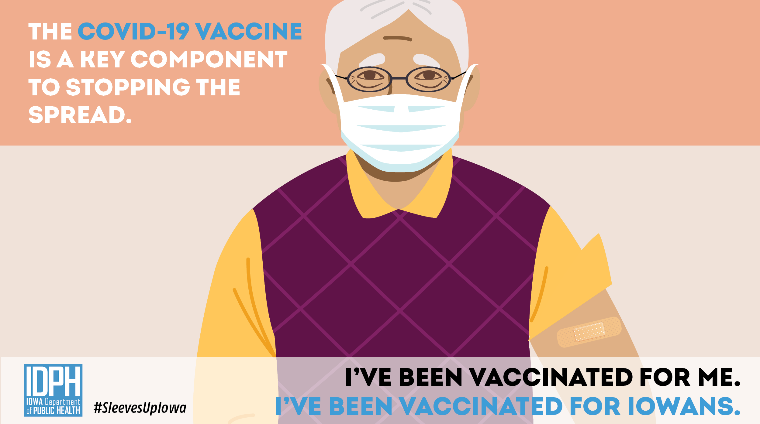 THE COVID-19 VACCINE
IS A KEY COMPONENT
TO STOPPING THE
SPREAD.
I'VE BEEN VACCINATED FOR ME.
I'VE BEEN VACCINATED FOR IOWANS.
IDPH
IOWA Department
of PUBLIC HEALTH
#SleevesUpIowa